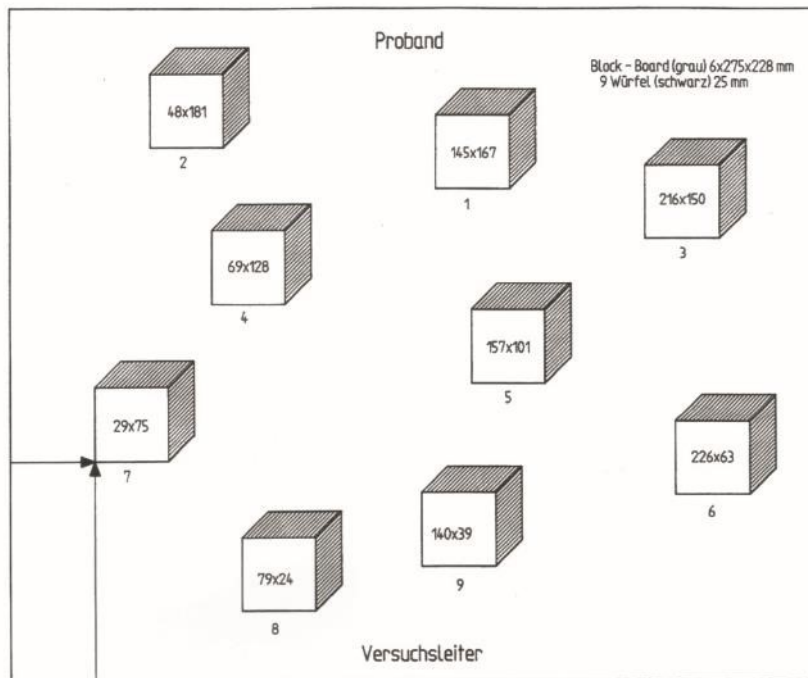 Proband
Block - Board (grau) 6x275x228 mm
9 Würfel (schwarz) 25 mm
48x181
2
145x167
1
216x150
3
69x128
4
157x101
5
29x75
7
226x63
6
140x39
9
79x24
8
Versuchsleiter